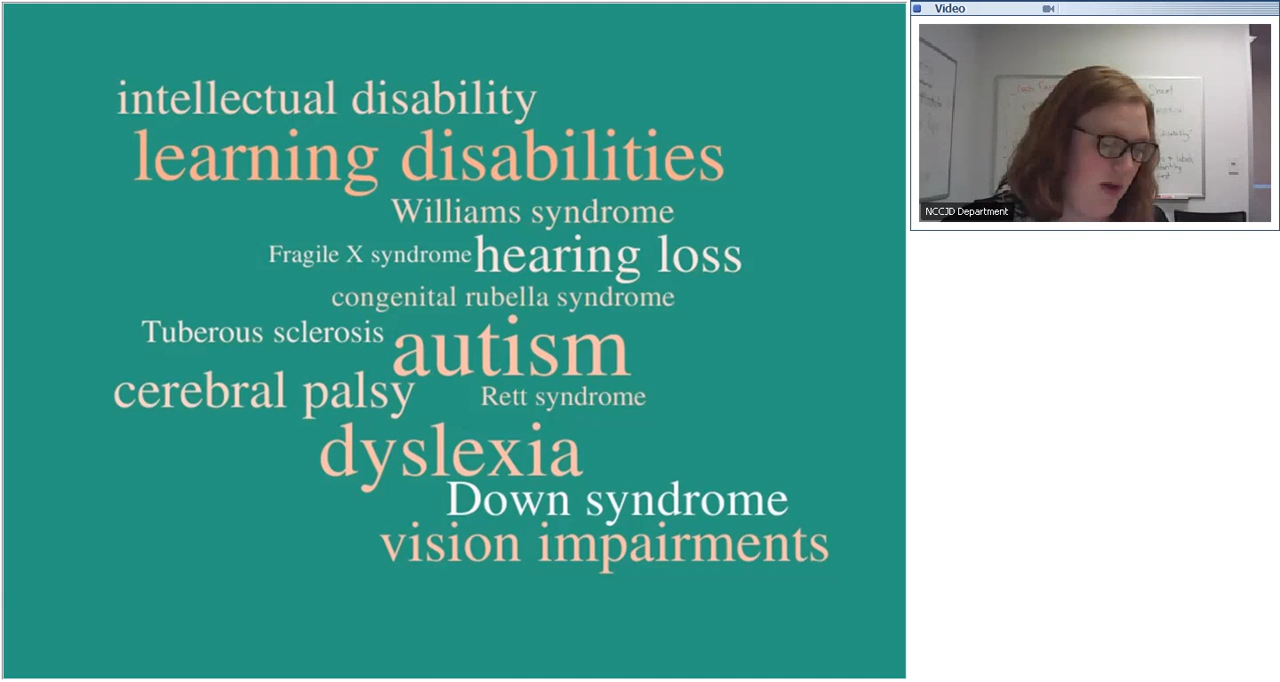 intellectual disability
learning disabilities
Williams syndrome
Fragile X syndrome hearing loss
congenital rubella syndrome
Tuberous sclerosis autism
cerebral palsy Rett syndrome
dyslexia
Down syndrome
vision impairments
Video
NCCJD Department